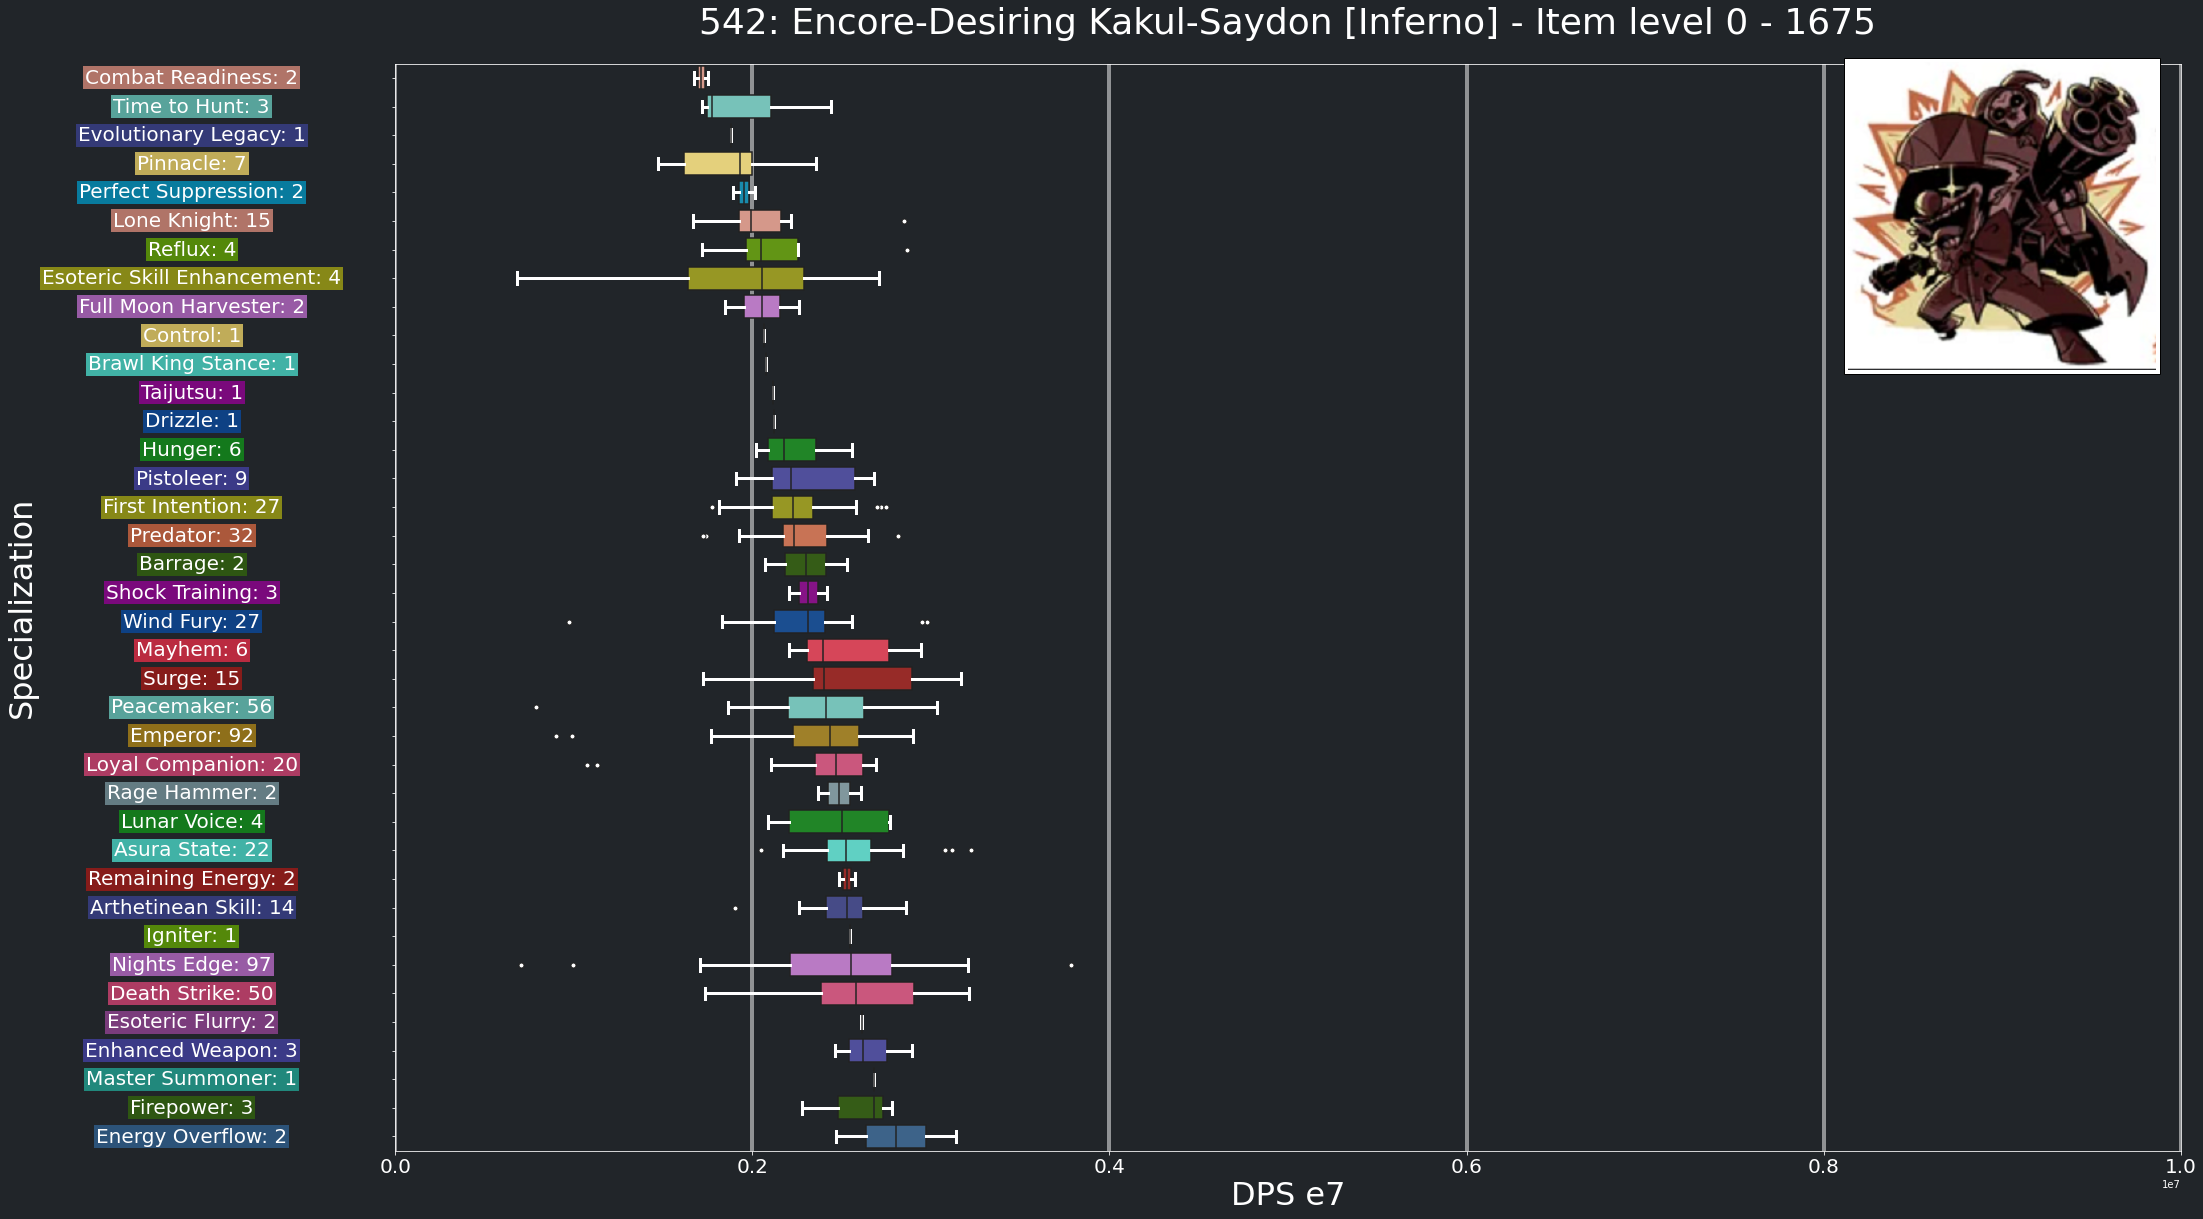 542: Encore-Desiring Kakul-Saydon [Inferno] - Item level 0 - 1675
Specialization
Combat Readiness: 2
Time to Hunt: 3
Evolutionary Legacy: 1
Pinnacle: 7
Perfect Suppression: 2
Lone Knight: 15
Reflux: 4
Esoteric Skill Enhancement: 4
Full Moon Harvester: 2
Control: 1
Brawl King Stance: 1
Taijutsu: 1
Drizzle: 1
Hunger: 6
Pistoleer: 9
First Intention: 27
Predator: 32
Barrage: 2
Shock Training: 3
Wind Fury: 27
Mayhem: 6
Surge: 15
Peacemaker: 56
Emperor: 92
Loyal Companion: 20
Rage Hammer: 2
Lunar Voice: 4
Asura State: 22
Remaining Energy: 2
Arthetinean Skill: 14
Igniter: 1
Nights Edge: 97
Death Strike: 50
Esoteric Flurry: 2
Enhanced Weapon: 3
Master Summoner: 1
Firepower: 3
Energy Overflow: 2
0.0 0.2 0.4 0.6 0.8 1.0
1e7
DPS e7